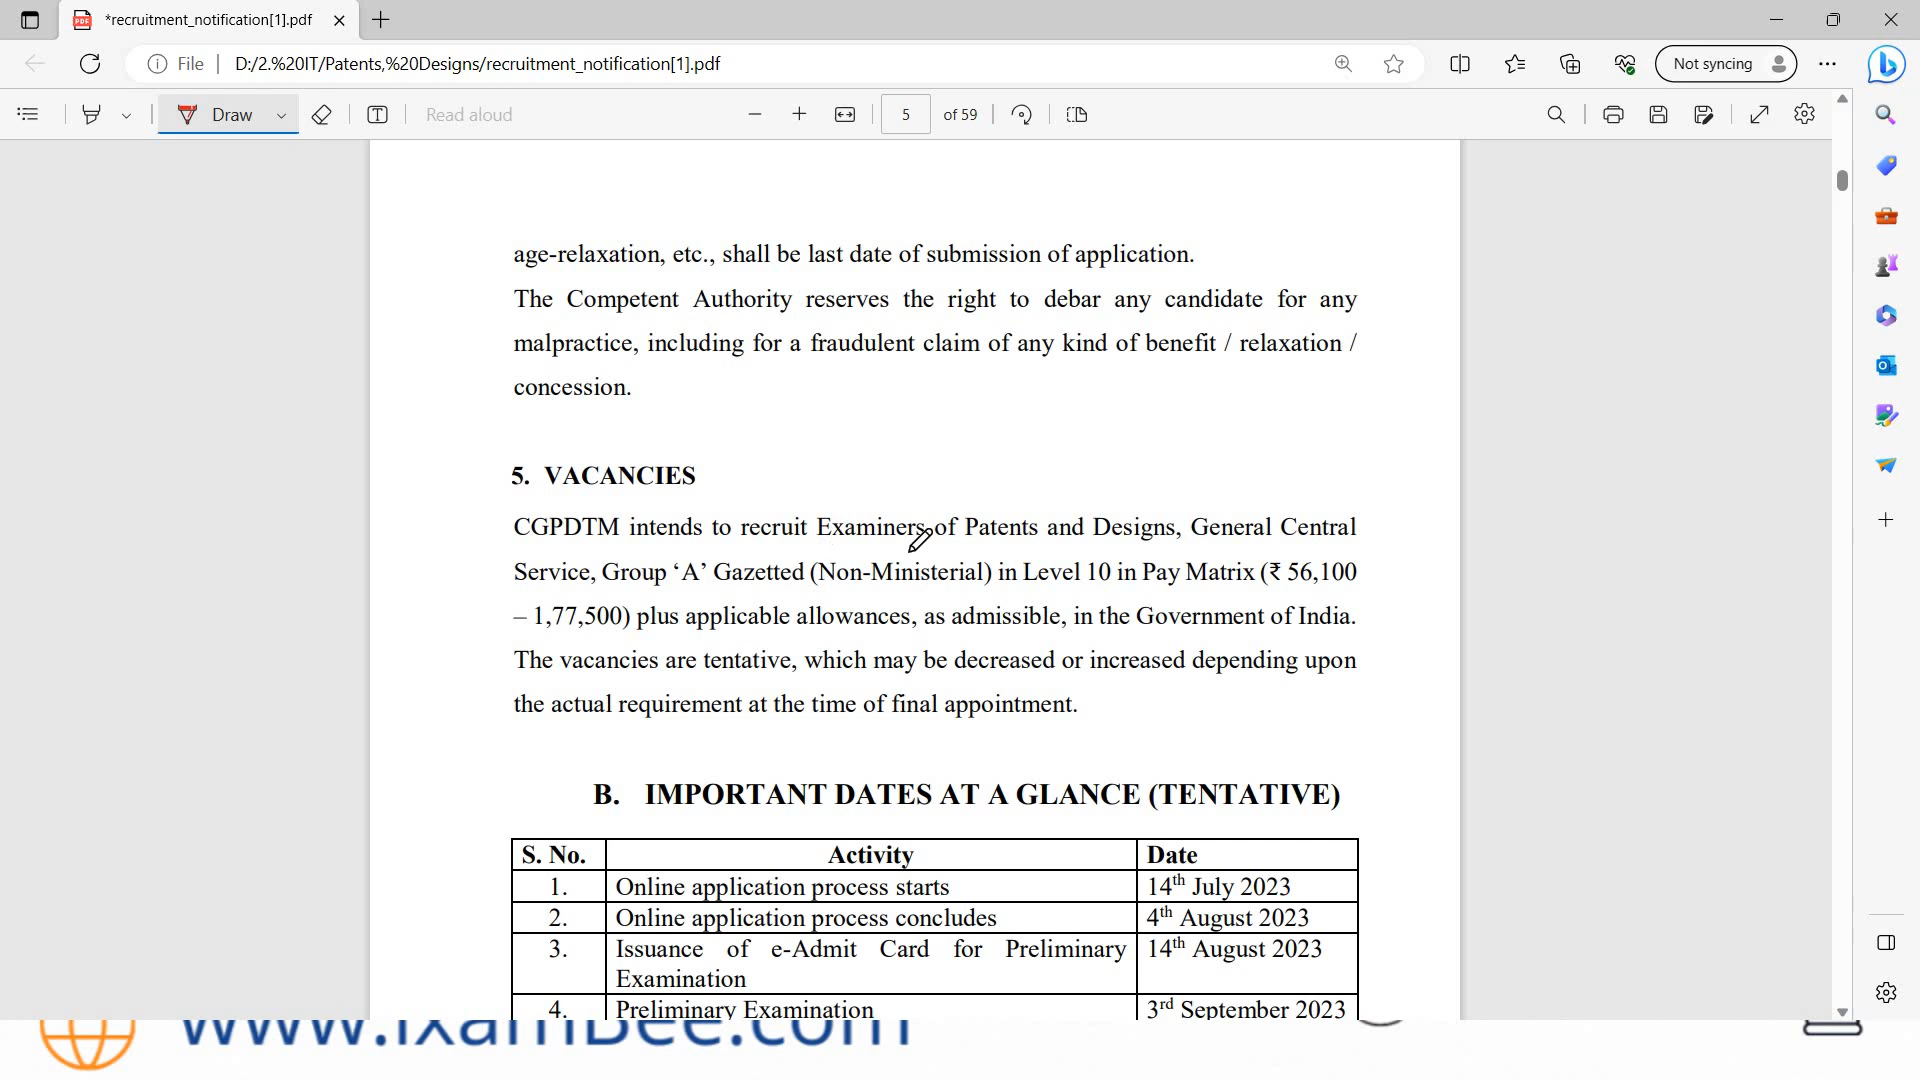 *recruitment_notification[1].pdf
File
D:/2.%20IT/Patents,%20Designs/recruitment_notification[1].pdf
Not syncing
Draw
Read aloud
5 of 59
age-relaxation, etc., shall be last date of submission of application.
The Competent Authority reserves the right to debar any candidate for any
malpractice, including for a fraudulent claim of any kind of benefit / relaxation /
concession.
5. VACANCIES
CGPDTM intends to recruit Examiners of Patents and Designs, General Central
Service, Group ‘A’ Gazetted (Non-Ministerial) in Level 10 in Pay Matrix (₹ 56,100
– 1,77,500) plus applicable allowances, as admissible, in the Government of India.
The vacancies are tentative, which may be decreased or increased depending upon
the actual requirement at the time of final appointment.
B. IMPORTANT DATES AT A GLANCE (TENTATIVE)
S. No. Activity Date
1. Online application process starts 14th July 2023
2. Online application process concludes 4th August 2023
3. Issuance of e-Admit Card for Preliminary 14th August 2023
Examination
4. Preliminary Examination 3rd September 2023
www.ixamBee.com